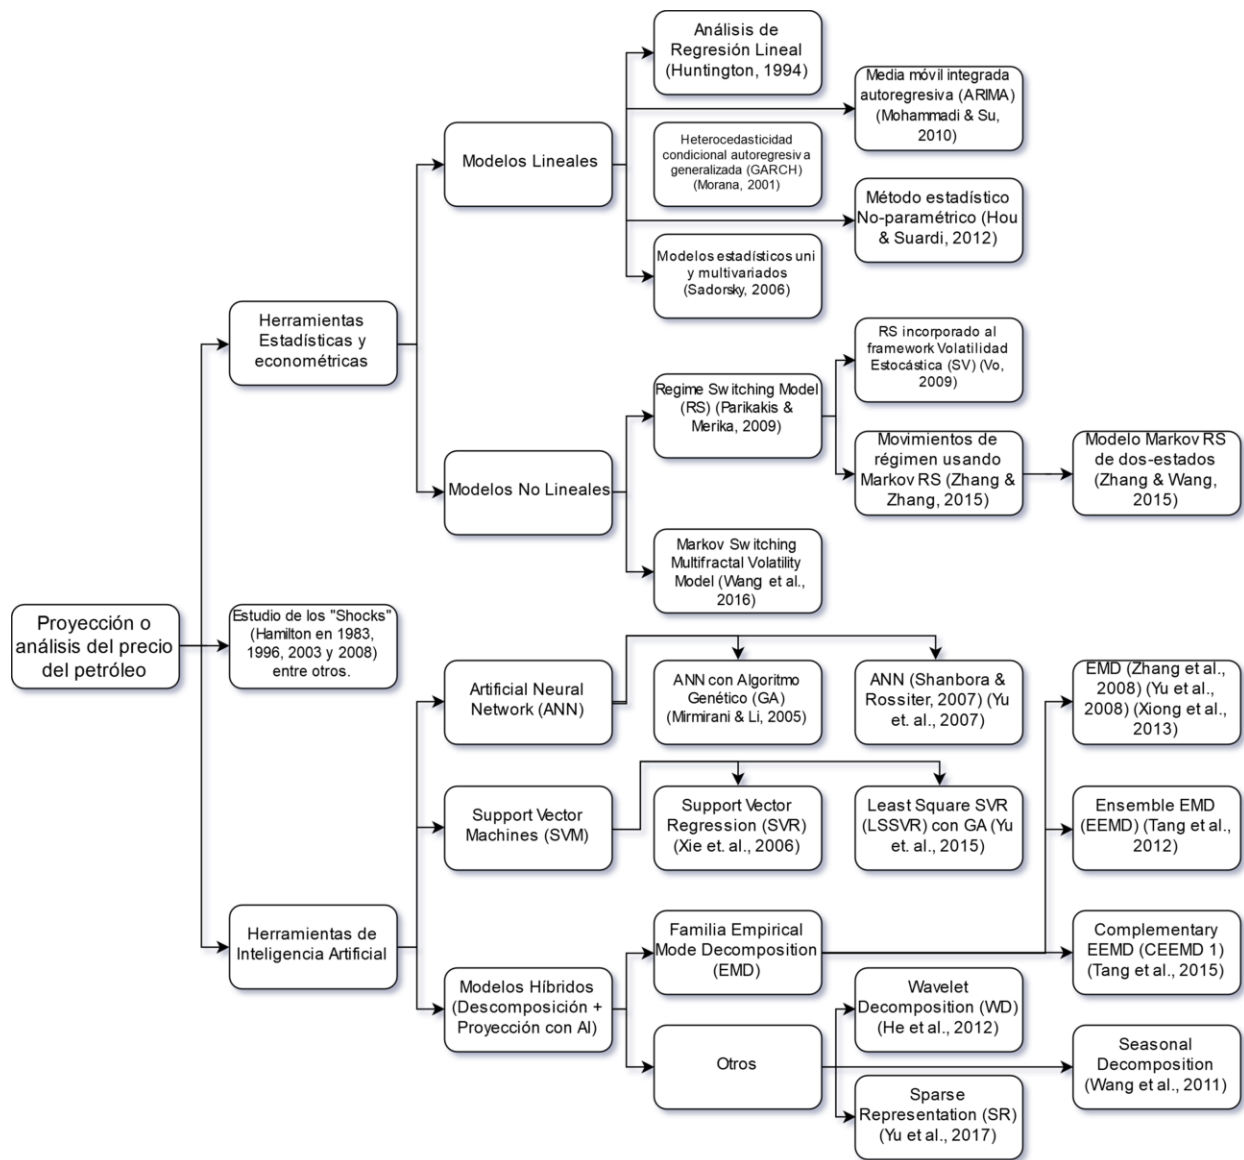 Análisis de
Regresión Lineal
(Huntington, 1994)
Media móvil integrada
autoregresiva (ARIMA)
(Mohammadi & Su,
2010)
Modelos Lineales
Heterocedasticidad
condicional autoregresiva
generalizada (GARCH)
(Morana, 2001)
Método estadístico
No-paramétrico (Hou
& Suardi, 2012)
Modelos estadísticos uni
y multivariados
(Sadorsky, 2006)
Herramientas
Estadísticas y
econométricas
RS incorporado al
framework Volatilidad
Estocástica (SV) (Vo,
2009)
Regime Switching Model
(RS) (Parikakis &
Merika, 2009)
Movimientos de
régimen usando
Markov RS (Zhang &
Zhang, 2015)
Modelo Markov RS
de dos-estados
(Zhang & Wang,
2015)
Modelos No Lineales
Markov Switching
Multifractal Volatility
Model (Wang et al.,
2016)
Proyección o
análisis del precio
del petróleo
Estudio de los "Shocks"
(Hamilton en 1983,
1996, 2003 y 2008)
entre otros.
Artificial Neural
Network (ANN)
ANN con Algoritmo
Genético (GA)
(Mirmirani & Li, 2005)
ANN (Shanbora &
Rossiter, 2007) (Yu
et. al., 2007)
EMD (Zhang et al.,
2008) (Yu et al.,
2008) (Xiong et al.,
2013
Support Vector
Machines (SVM)
Support Vector
Regression (SVR)
(Xie et. al., 2006)
Least Square SVR
(LSSVR) con GA (Yu
et. al., 2015)
Ensemble EMD
(EEMD) (Tang et al.,
2012)
Herramientas de
Inteligencia Artificial
Familia Empirical
Mode Decomposition
(EMD)
Complementary
EEMD (CEEMD 1)
(Tang et al., 2015)
Modelos Híbridos
(Descomposición +
Proyección con AI)
Wavelet
Decomposition (WD)
(He et al., 2012)
Otros
Seasonal
Decomposition
(Wang et al., 2011)
Sparse
Representation (SR)
(Yu et al., 2017)